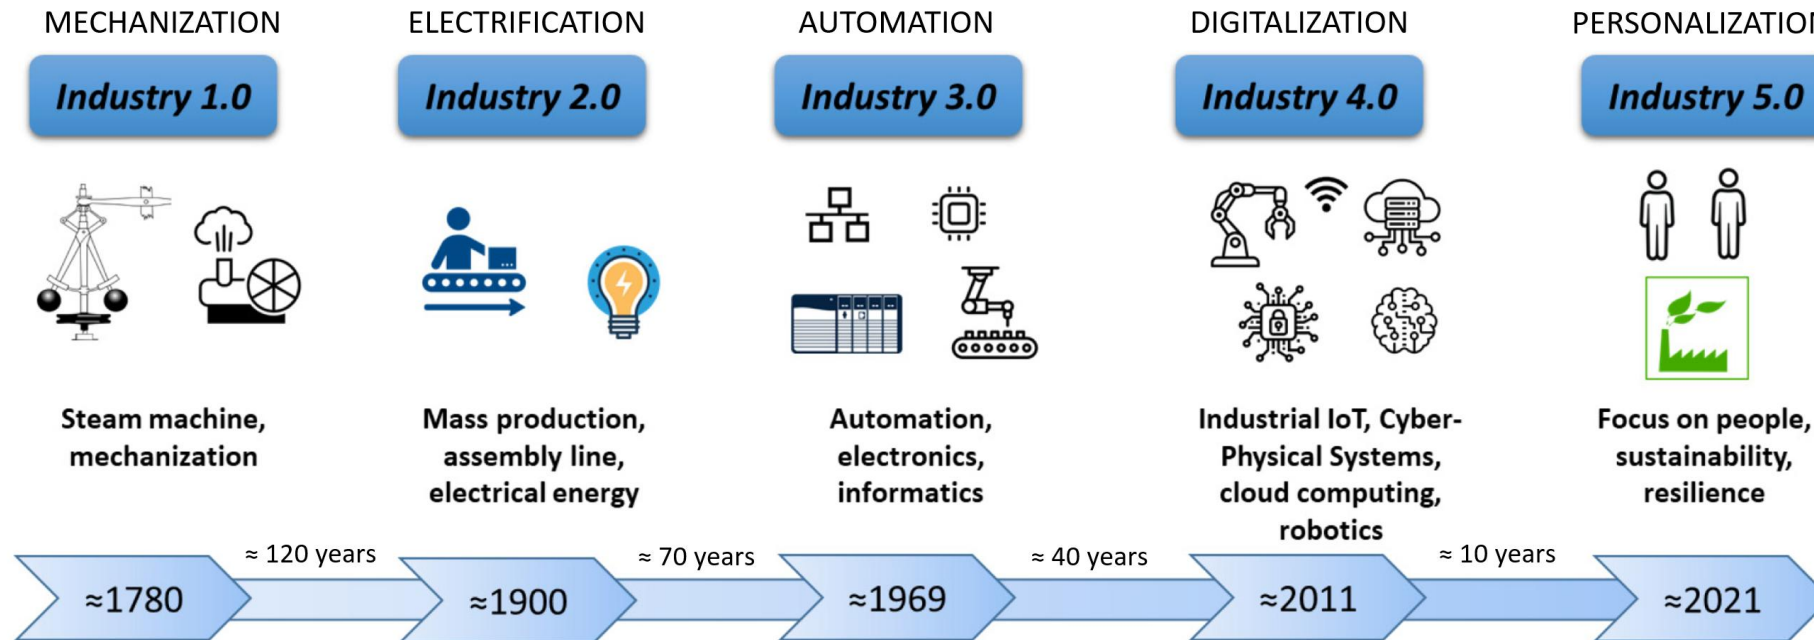 MECHANIZATION
ELECTRIFICATION
AUTOMATION
DIGITALIZATION
PERSONALIZATION
Industry 1.0
Industry 2.0
Industry 3.0
Industry 4.0
Industry 5.0
Steam machine,
mechanization
Mass production,
assembly line,
electrical energy
Automation,
electronics,
informatics
Industrial IoT, Cyber-
Physical Systems,
cloud computing,
robotics
Focus on people,
sustainability,
resilience
≈ 120 years
≈ 70 years
≈ 40 years
≈ 10 years
≈1780
≈1900
≈1969
≈2011
≈2021